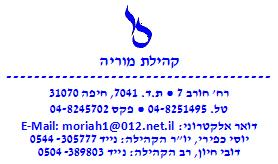 קהילת מוריה
רח׳ חורב 7 • ת.ד. 7041, חיפה 31070
טל. 04-8251495 • פקס 04-8245702
דואר אלקטרוני: E-Mail: moriah1@012.net.il
יוסי כפירי, יו״ר הקהילה: נייד 305777- 0544
דובי חיון, רב הקהילה: נייד 389803- 0504